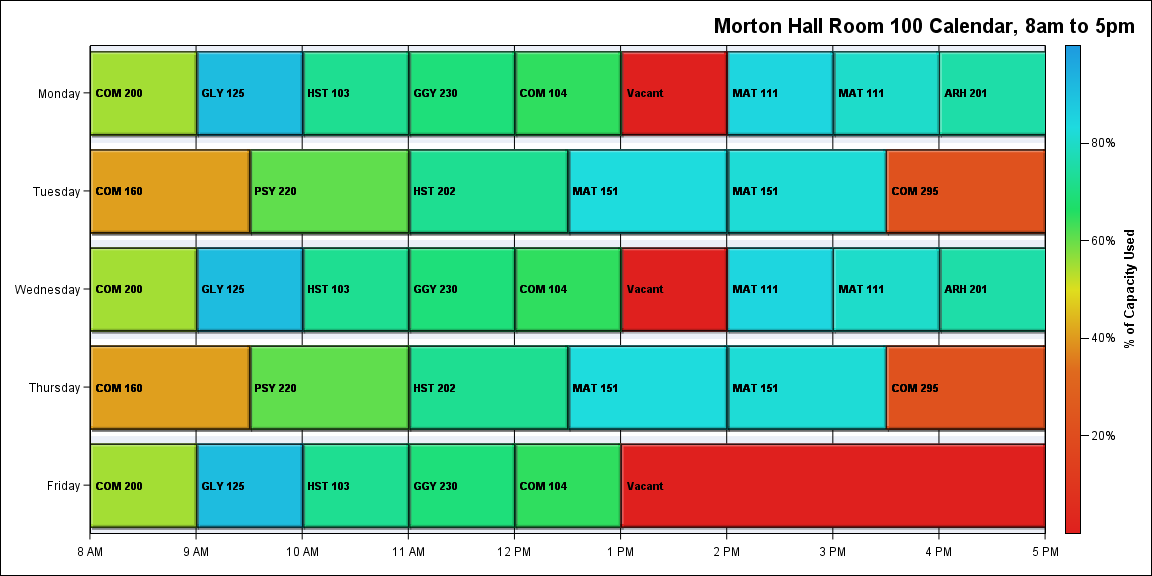 Morton Hall Room 100 Calendar, 8am to 5pm
Monday
COM 200
GLY 125
HST 103
GGY 230
COM 104
Vacant
MAT 111
MAT 111
ARH 201
Tuesday
COM 160
PSY 220
HST 202
MAT 151
MAT 151
COM 295
Wednesday
COM 200
GLY 125
HST 103
GGY 230
COM 104
Vacant
MAT 111
MAT 111
ARH 201
Thursday
COM 160
PSY 220
HST 202
MAT 151
MAT 151
COM 295
Friday
COM 200
GLY 125
HST 103
GGY 230
COM 104
Vacant
8 AM
9 AM
10 AM
11 AM
12 PM
1 PM
2 PM
3 PM
4 PM
5 PM
80%
60%
40%
20%
% of Capacity Used